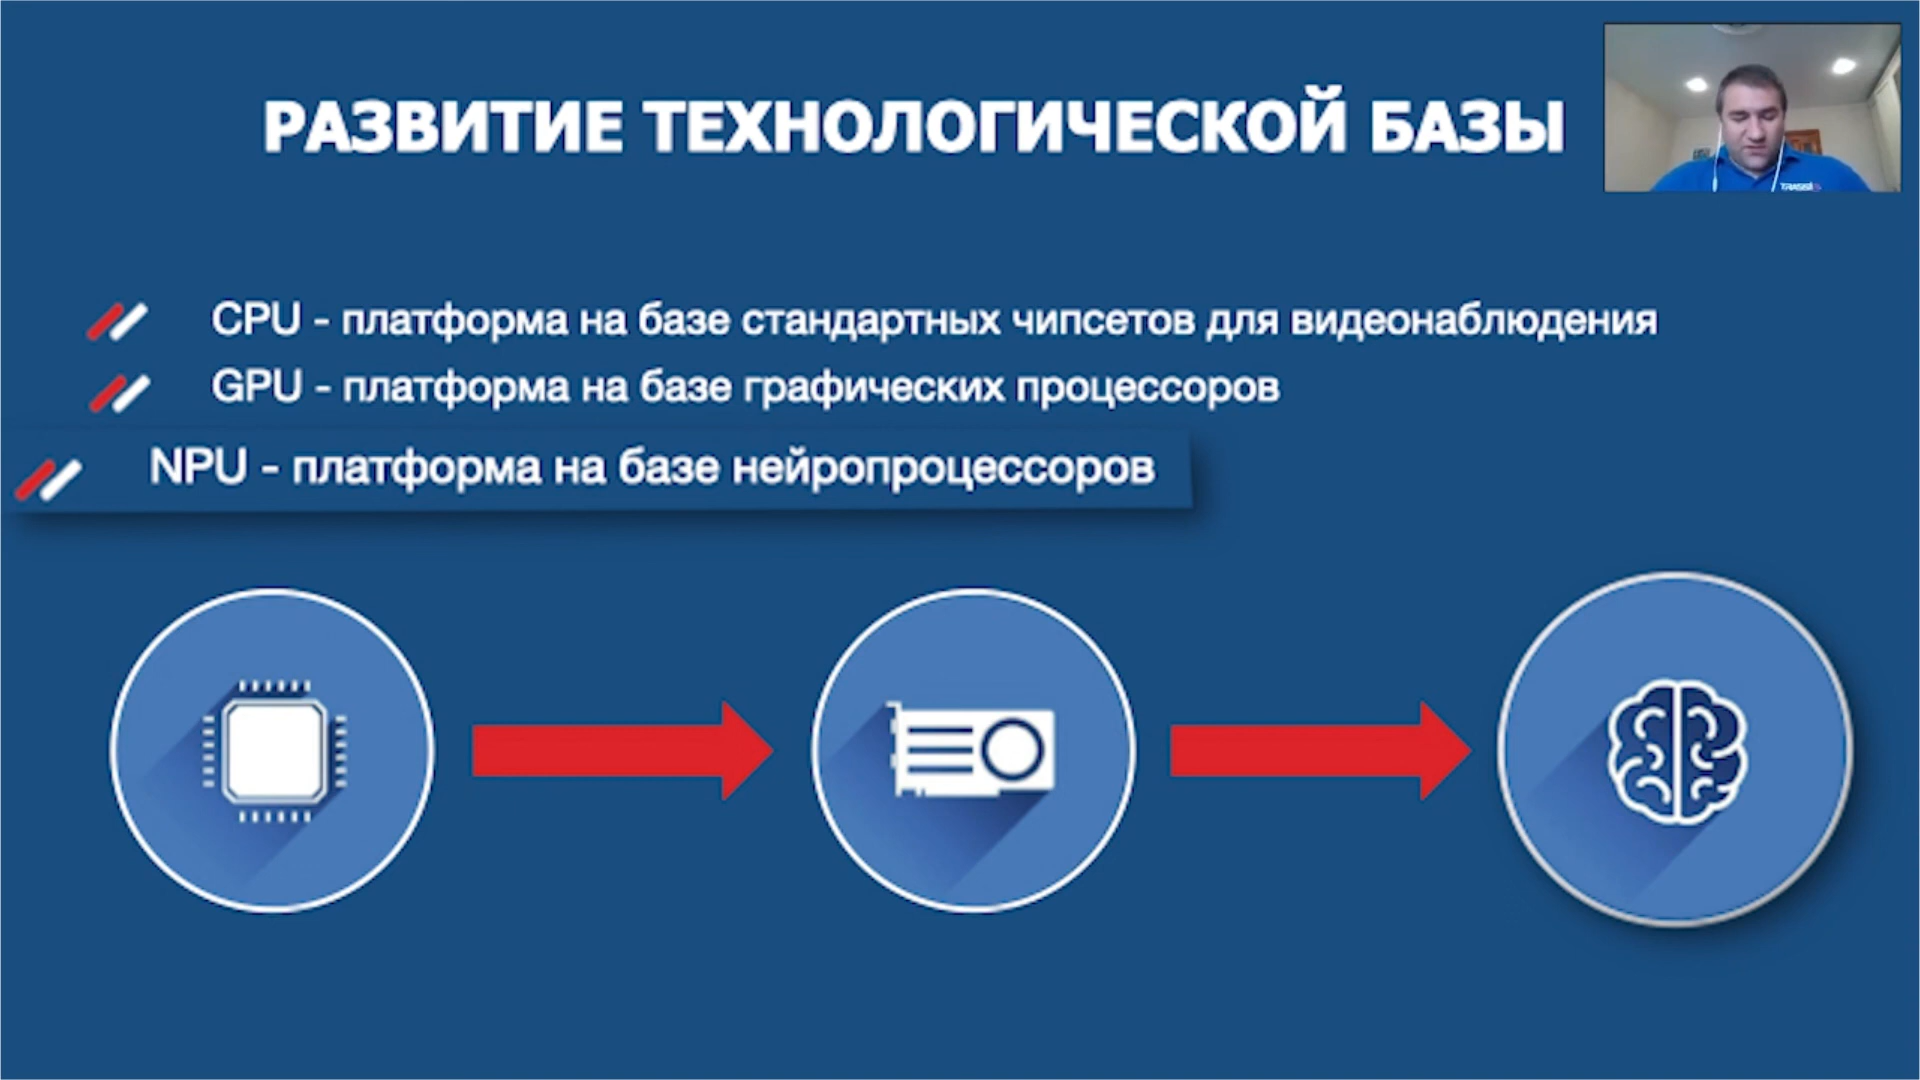 РАЗВИТИЕ ТЕХНОЛОГИЧЕСКОЙ БАЗЫ
CPU - платформа на базе стандартных чипсетов для видеонаблюдения
GPU - платформа на базе графических процессоров
NPU - платформа на базе нейропроцессоров